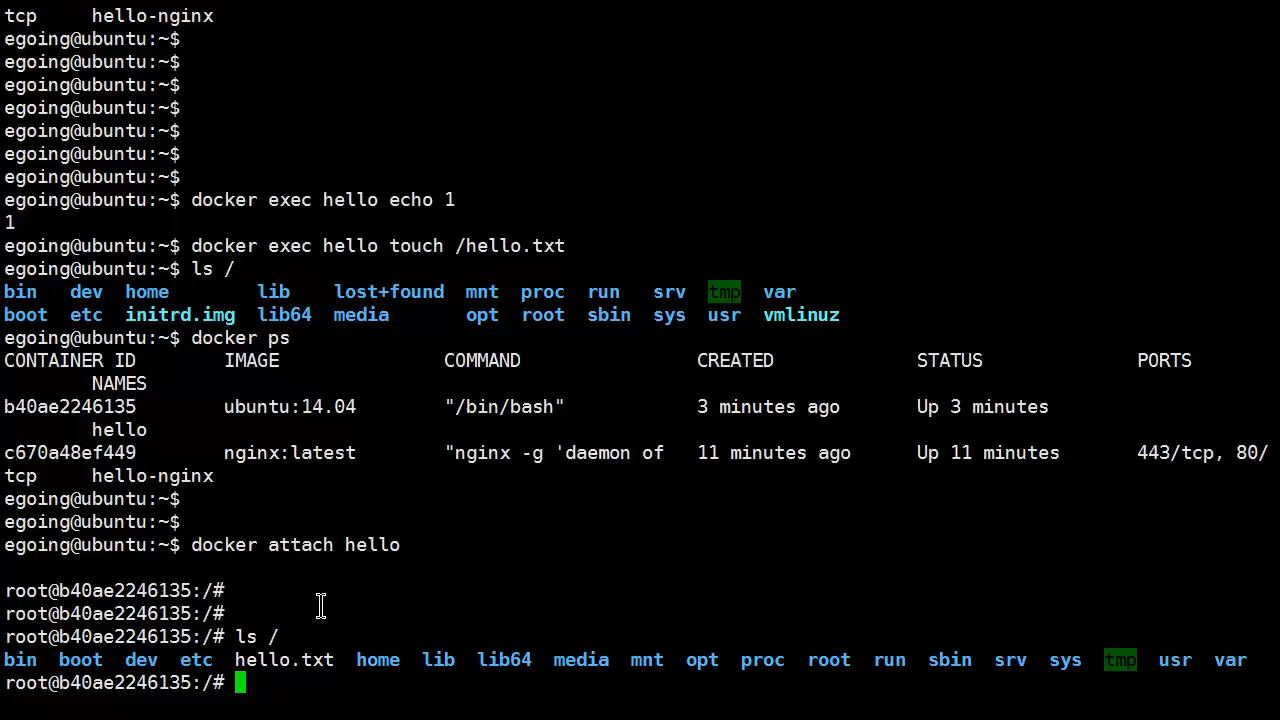 tcp     hello-nginx
egoing@ubuntu:~$
egoing@ubuntu:~$
egoing@ubuntu:~$
egoing@ubuntu:~$
egoing@ubuntu:~$
egoing@ubuntu:~$
egoing@ubuntu:~$
egoing@ubuntu:~$ docker exec hello echo 1
1
egoing@ubuntu:~$ docker exec hello touch /hello.txt
egoing@ubuntu:~$ ls /
bin   dev  home        lib    lost+found  mnt  proc  run   srv  tmp  var
boot  etc  initrd.img  lib64  media       opt  root  sbin  sys  usr  vmlinuz
egoing@ubuntu:~$ docker ps
CONTAINER ID        IMAGE               COMMAND                CREATED             STATUS              PORTS
        NAMES
b40ae2246135        ubuntu:14.04        "/bin/bash"            3 minutes ago       Up 3 minutes
        hello
c670a48ef449        nginx:latest        "nginx -g 'daemon of   11 minutes ago      Up 11 minutes       443/tcp, 80/
tcp     hello-nginx
egoing@ubuntu:~$
egoing@ubuntu:~$
egoing@ubuntu:~$ docker attach hello
root@b40ae2246135:/#
root@b40ae2246135:/#
root@b40ae2246135:/# ls /
bin  boot  dev  etc  hello.txt  home  lib  lib64  media  mnt  opt  proc  root  run  sbin  srv  sys  tmp  usr  var
root@b40ae2246135:/#